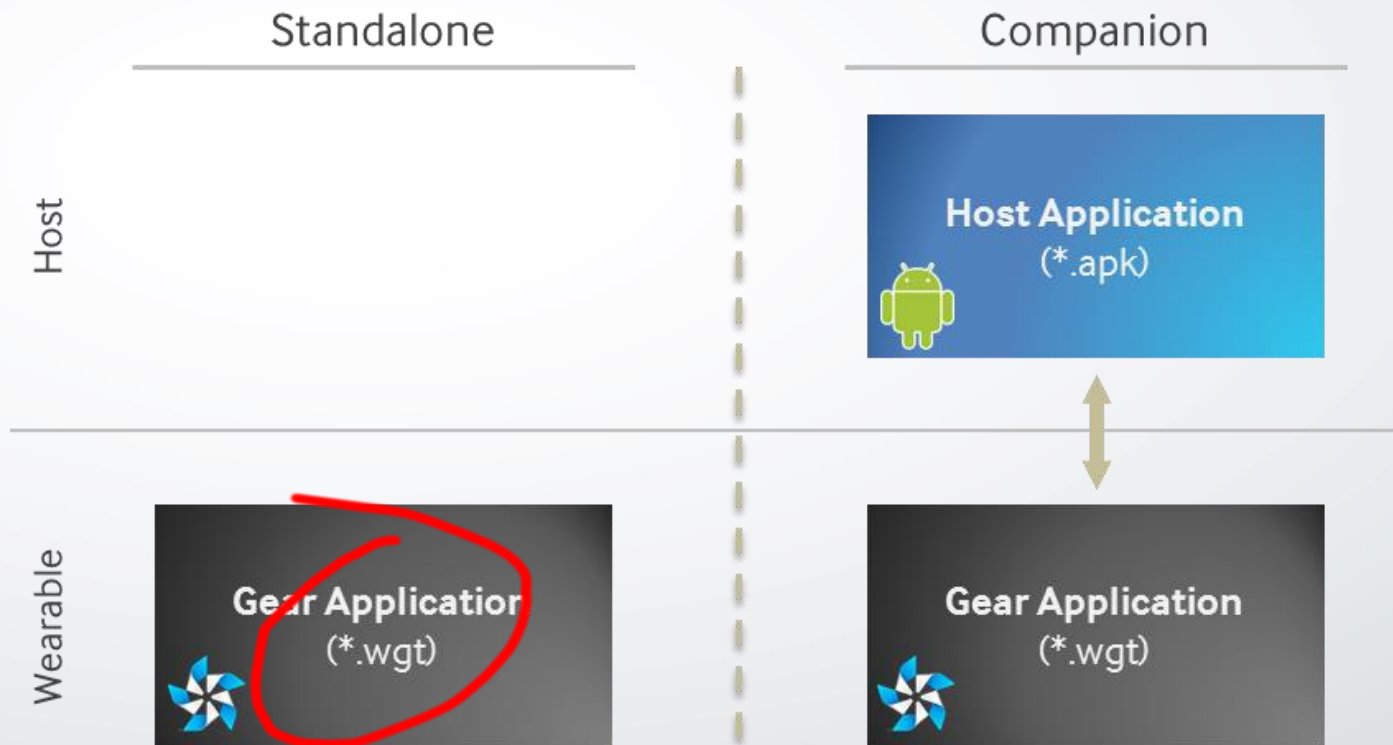 Standalone
Companion
Host
Host Application
(*.apk)
Wearable
Gear Application
(*.wgt)
Gear Application
(*.wgt)